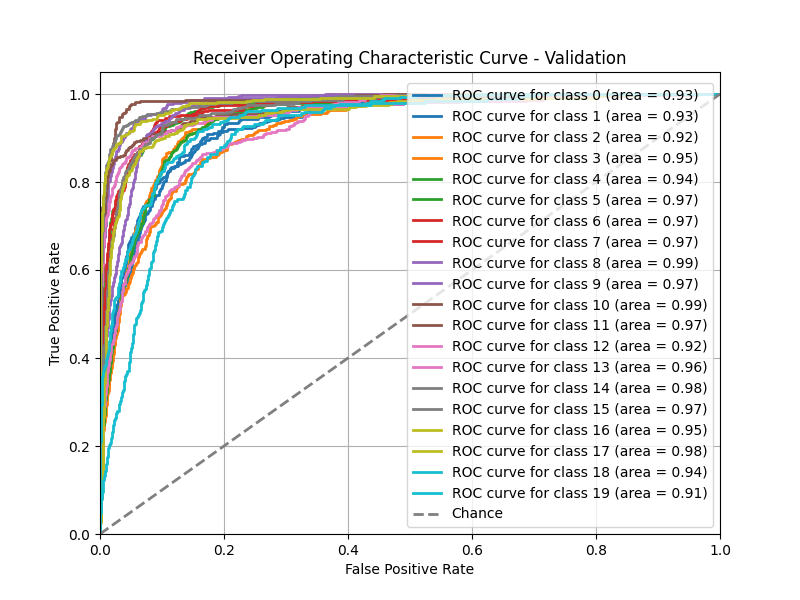 Receiver Operating Characteristic Curve - Validation
True Positive Rate
1.0
0.8
0.6
0.4
0.2
0.0
ROC curve for class 0 (area = 0.93)
ROC curve for class 1 (area = 0.93)
ROC curve for class 2 (area = 0.92)
ROC curve for class 3 (area = 0.95)
ROC curve for class 4 (area = 0.94)
ROC curve for class 5 (area = 0.97)
ROC curve for class 6 (area = 0.97)
ROC curve for class 7 (area = 0.97)
ROC curve for class 8 (area = 0.99)
ROC curve for class 9 (area = 0.97)
ROC curve for class 10 (area = 0.99)
ROC curve for class 11 (area = 0.97)
ROC curve for class 12 (area = 0.92)
ROC curve for class 13 (area = 0.96)
ROC curve for class 14 (area = 0.98)
ROC curve for class 15 (area = 0.97)
ROC curve for class 16 (area = 0.95)
ROC curve for class 17 (area = 0.98)
ROC curve for class 18 (area = 0.94)
ROC curve for class 19 (area = 0.91)
Chance
0.0 0.2 0.4 0.6 0.8 1.0
False Positive Rate